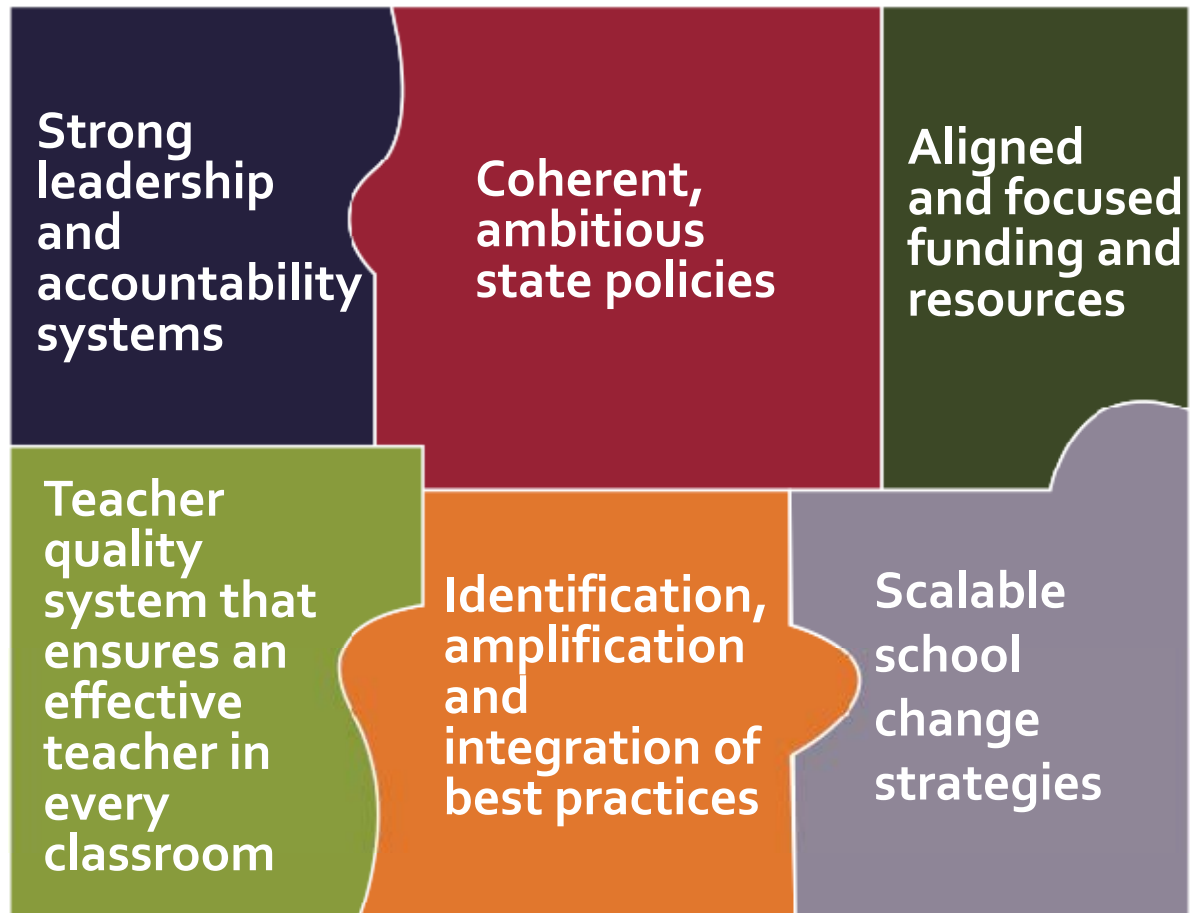 Strong
leadership
and
accountability
systems
Coherent,
ambitious
state policies
Aligned
and focused
funding and
resources
Teacher
quality
system that
ensures an
effective
teacher in
every
classroom
Identification,
amplification
and
integration of
best practices
Scalable
school
change
strategies